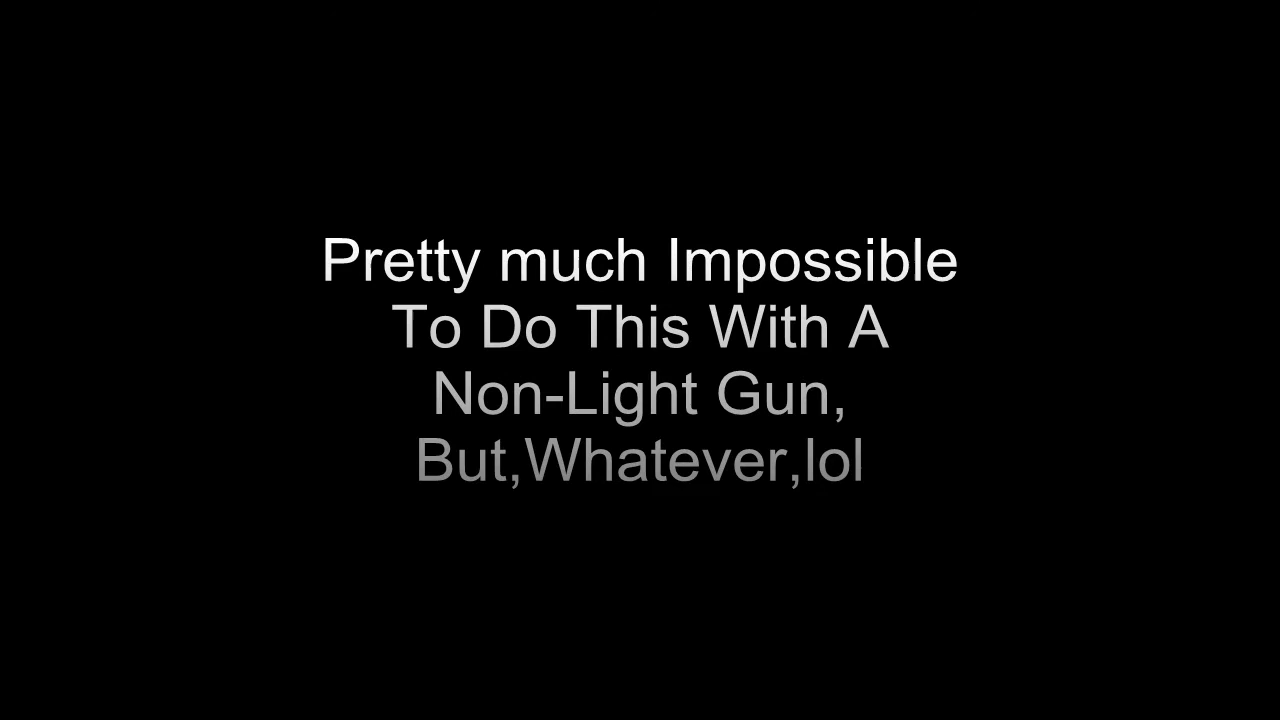 Pretty much Impossible
To Do This With A
Non-Light Gun,
But,Whatever,lol